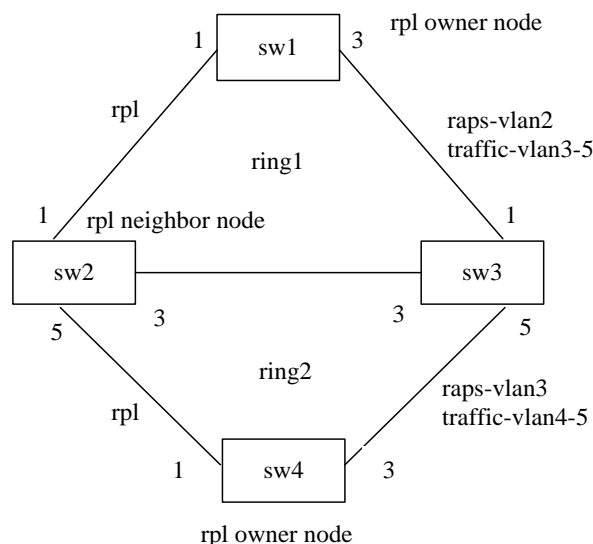 rpl owner node
1
3
sw1
rpl
raps-vlan2
traffic-vlan3-5
ring1
1
rpl neighbor node
1
sw2
sw3
3
3
5
5
ring2
raps-vlan3
traffic-vlan4-5
rpl
1
sw4
3
rpl owner node